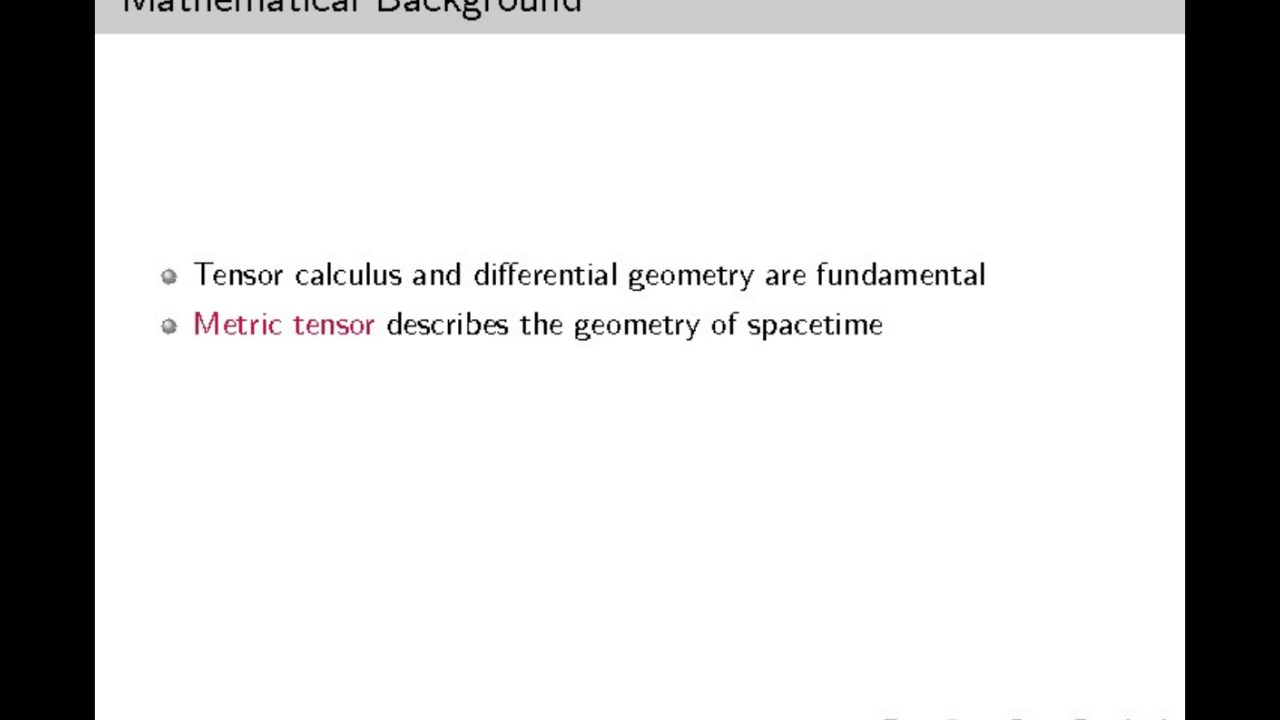 Mathematical Background
Tensor calculus and differential geometry are fundamental
Metric tensor describes the geometry of spacetime